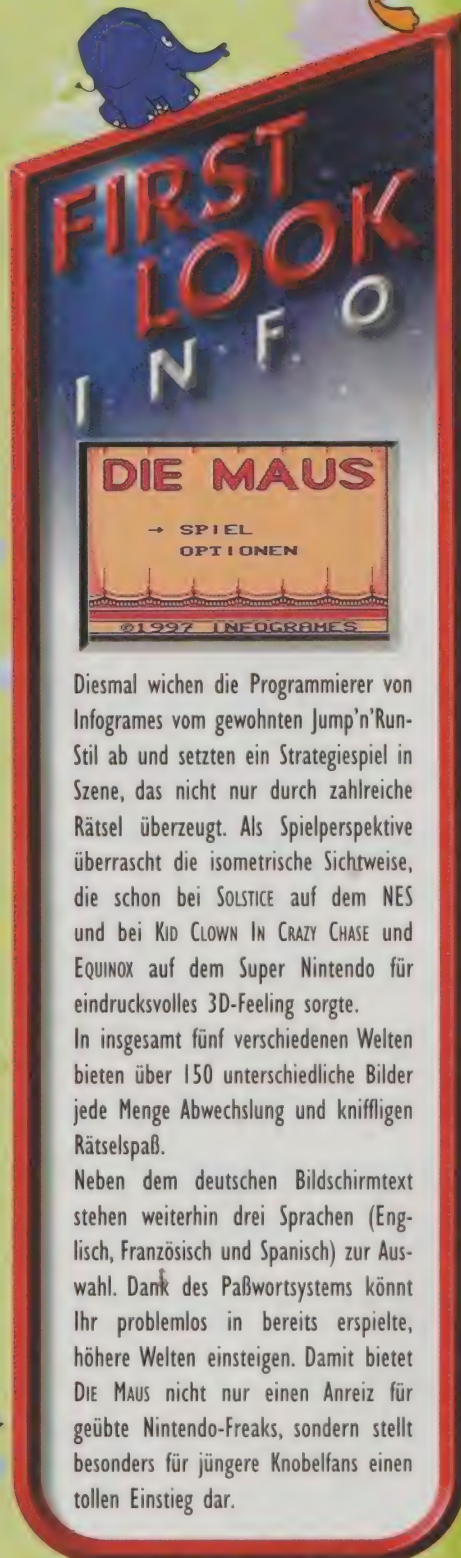 FIRST
LOOK
INFO
DIE MAUS
→ SPIEL
OPTIONEN
©1997 INFOGRAMES
Diesmal wichen die Programmierer von
Infogrames vom gewohnten Jump'n'Run-
Stil ab und setzten ein Strategiespiel in
Szene, das nicht nur durch zahlreiche
Rätsel überzeugt. Als Spielperspektive
überrascht die isometrische Sichtweise,
die schon bei SOLSTICE auf dem NES
und bei KID CLOWN IN CRAZY CHASE und
EQUINOX auf dem Super Nintendo für
eindrucksvolles 3D-Feeling sorgte.
In insgesamt fünf verschiedenen Welten
bieten über 150 unterschiedliche Bilder
jede Menge Abwechslung und kniffligen
Rätselspaß.
Neben dem deutschen Bildschirmtext
stehen weiterhin drei Sprachen (Eng-
lisch, Französisch und Spanisch) zur Aus-
wahl. Dank des Paßwortsystems könnt
Ihr problemlos in bereits erspielte,
höhere Welten einsteigen. Damit bietet
DIE MAUS nicht nur einen Anreiz für
geübte Nintendo-Freaks, sondern stellt
besonders für jüngere Knobelfans einen
tollen Einstieg dar.